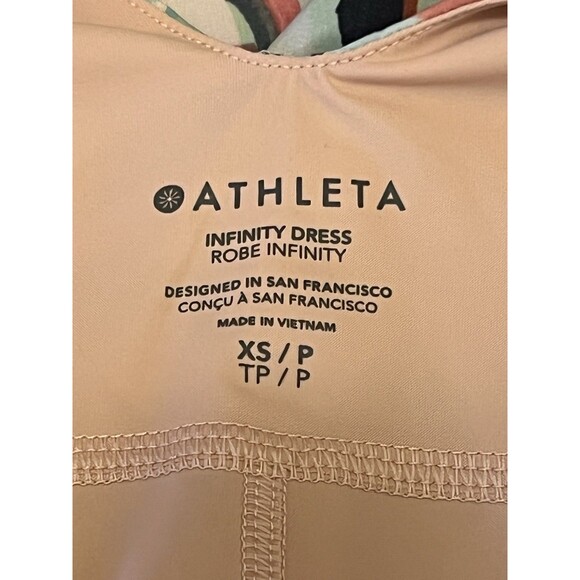 ATHLETA
INFINITY DRESS
ROBE INFINITY
DESIGNED IN SAN FRANCISCO
CONÇU À SAN FRANCISCO
MADE IN VIETNAM
XS / P
TP / P